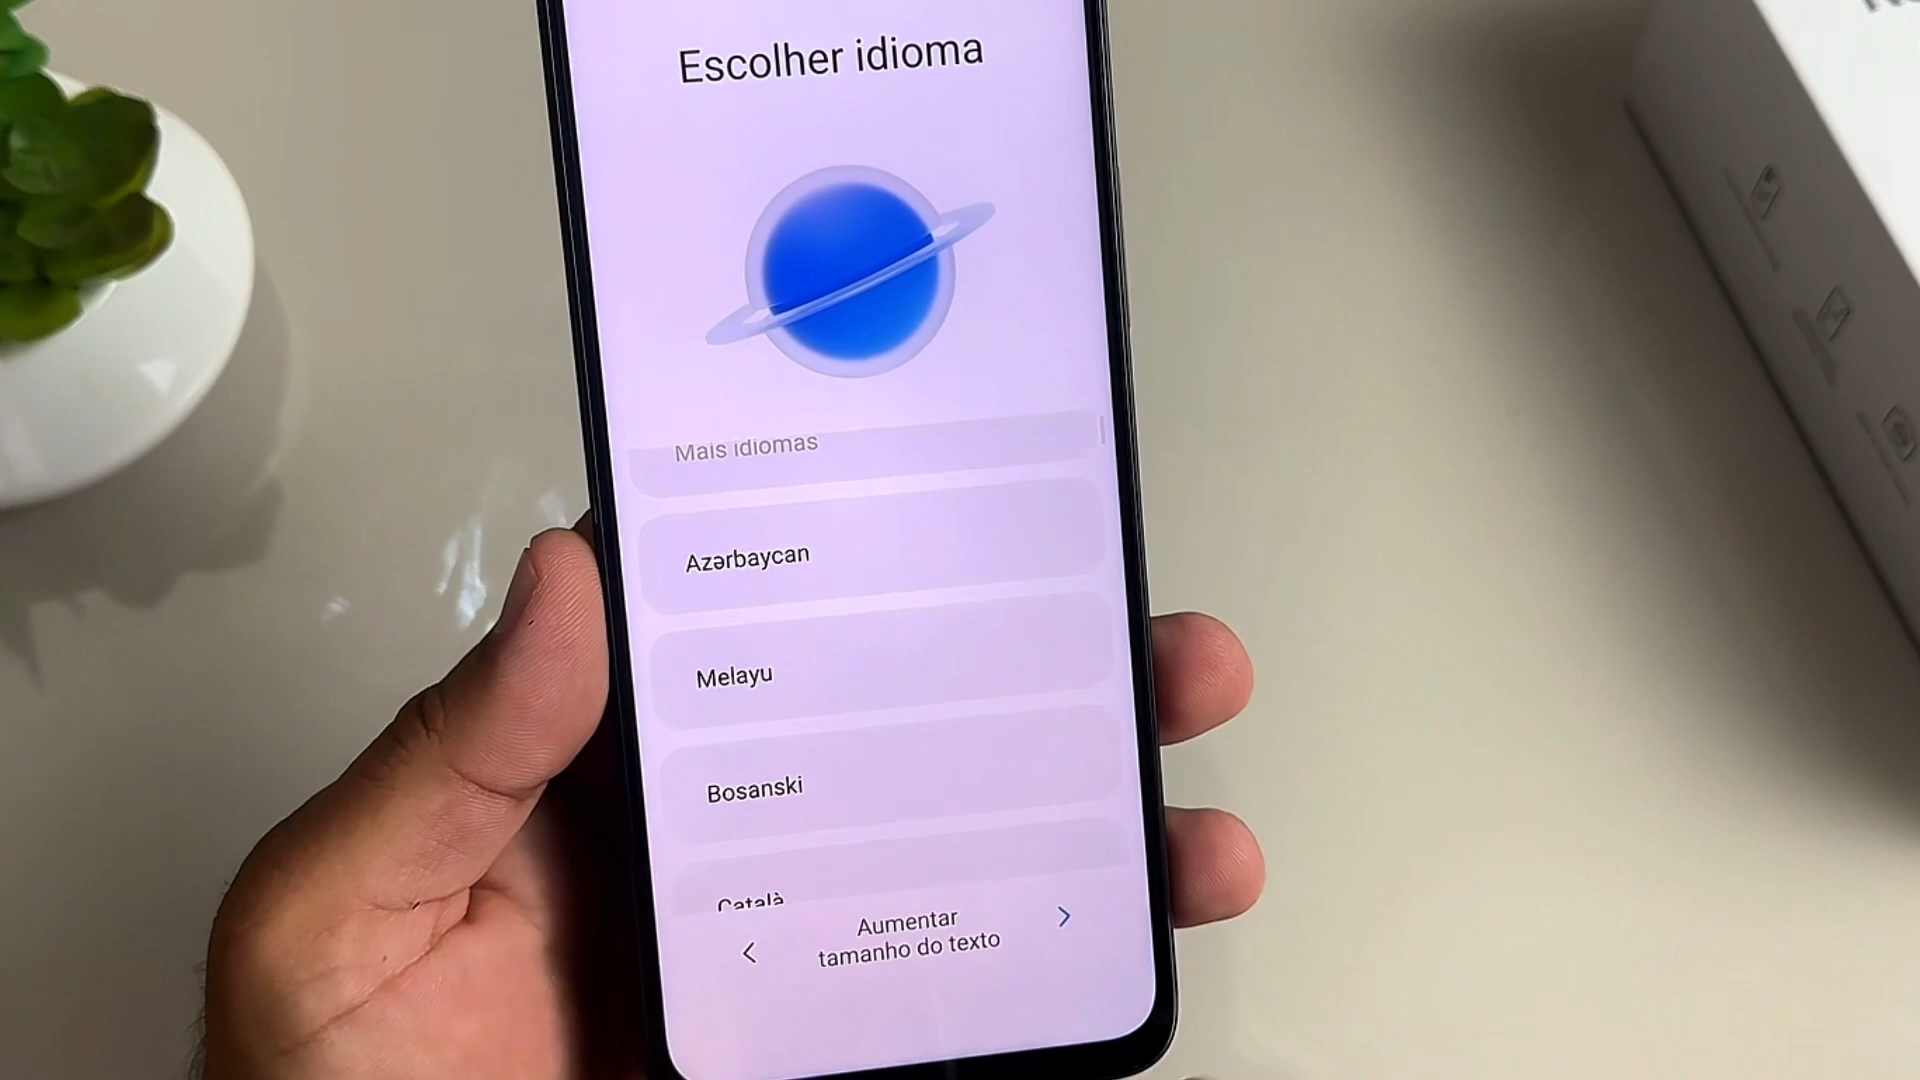 Escolher idioma
Mais idiomas
Azərbaycan
Melayu
Bosanski
Català
Aumentar
tamanho do texto